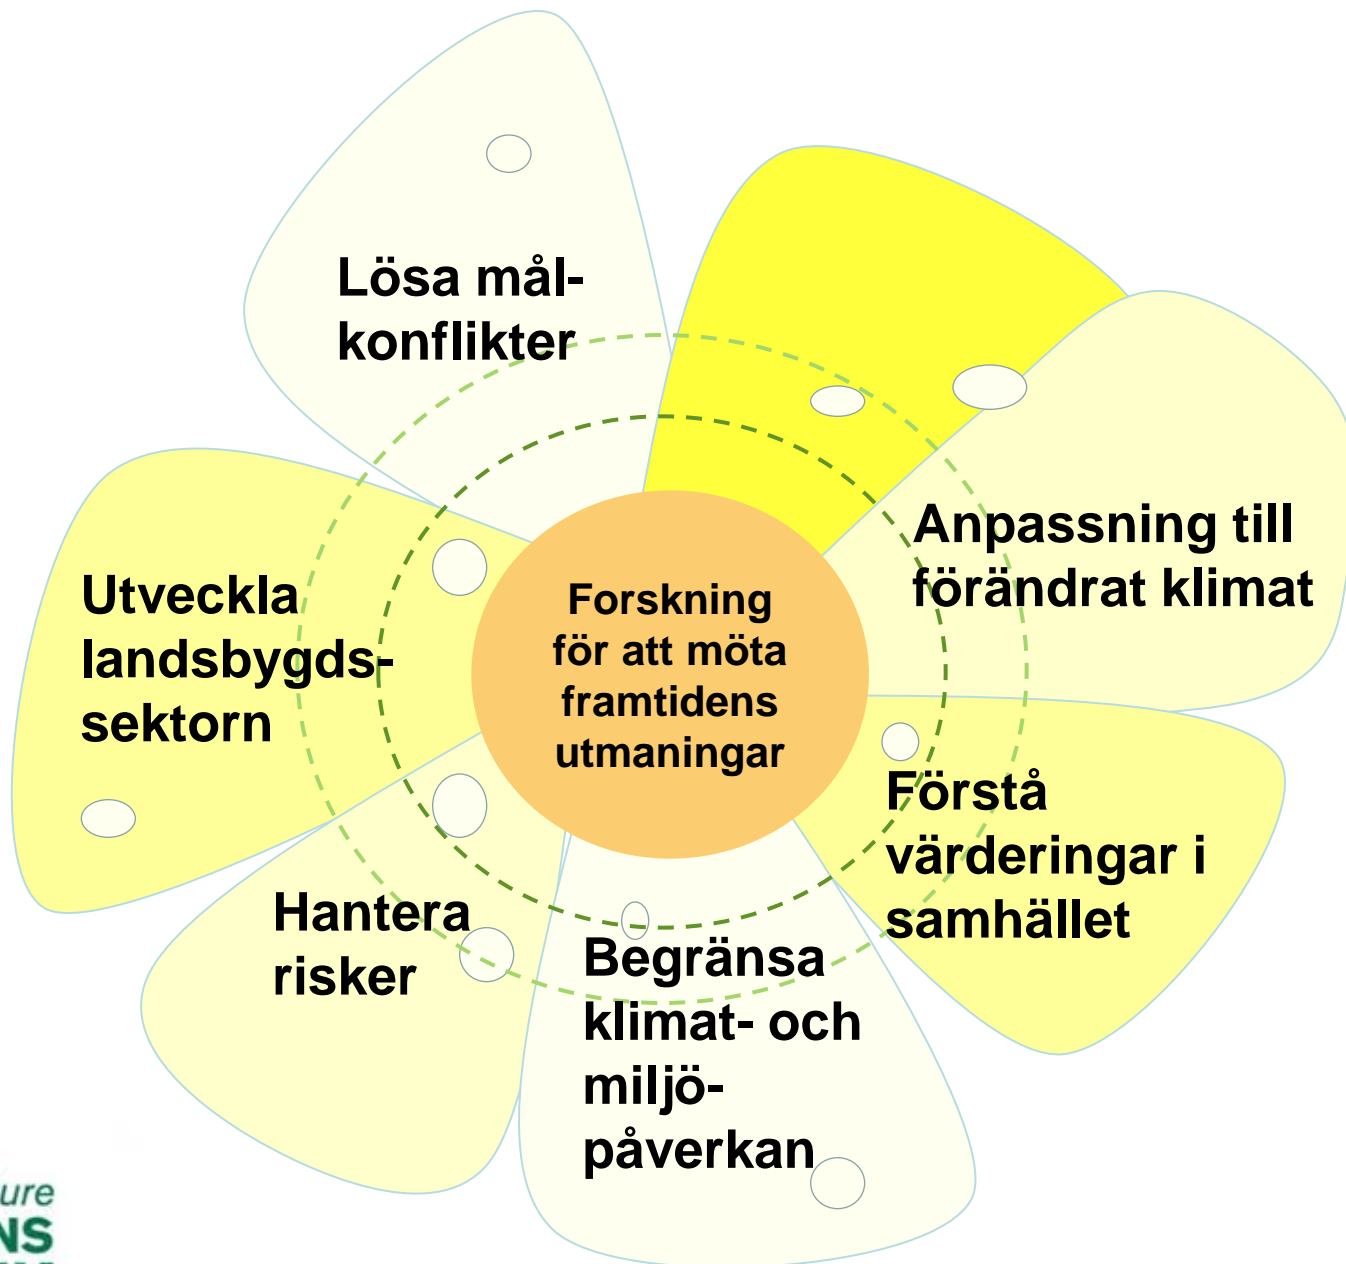 Lösa mål-
konflikter
Anpassning till
förändrat klimat
Utveckla
landsbygds-
sektorn
Forskning
för att möta
framtidens
utmaningar
Förstå
värderingar i
samhället
Hantera
risker
Begränsa
klimat- och
miljö-
påverkan
ure
NS